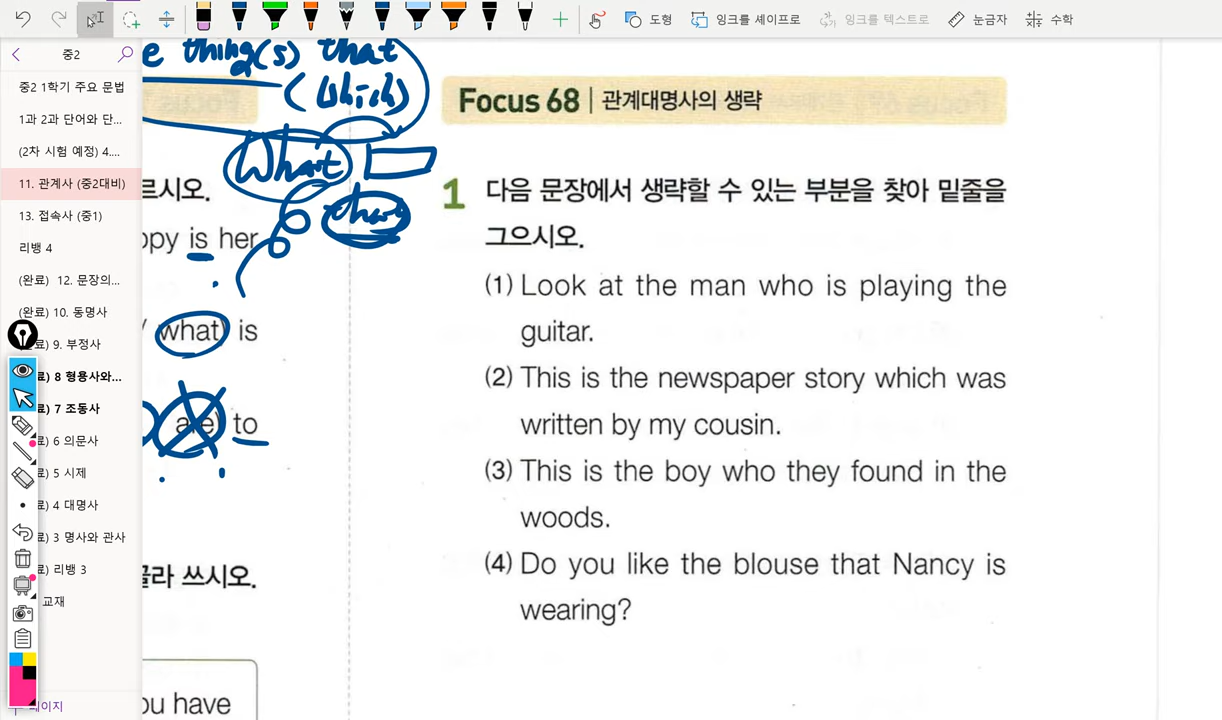 도형
잉크를 셰이프로
잉크를 텍스트로
눈금자
수학
중2
중2 1학기 주요 문법
1과 2과 단어와 단...
(2차 시험 예정) 4....
11. 관계사 (중2대비)
13. 접속사 (중1)
리뱅 4
(완료) 12. 문장의...
(완료) 10. 동명사
료) 9. 부정사
료) 8 형용사와...
료) 7 조동사
료) 6 의문사
료) 5 시제
료) 4 대명사
료) 3 명사와 관사
료) 리뱅 3
교재
페이지
e thing(s) that
(which)
What
that
르시오.
ppy is her
/ what) is
are) to
골라 쓰시오.
ou have
Focus 68 | 관계대명사의 생략
1 다음 문장에서 생략할 수 있는 부분을 찾아 밑줄을
그으시오.
(1) Look at the man who is playing the
guitar.
(2) This is the newspaper story which was
written by my cousin.
(3) This is the boy who they found in the
woods.
(4) Do you like the blouse that Nancy is
wearing?